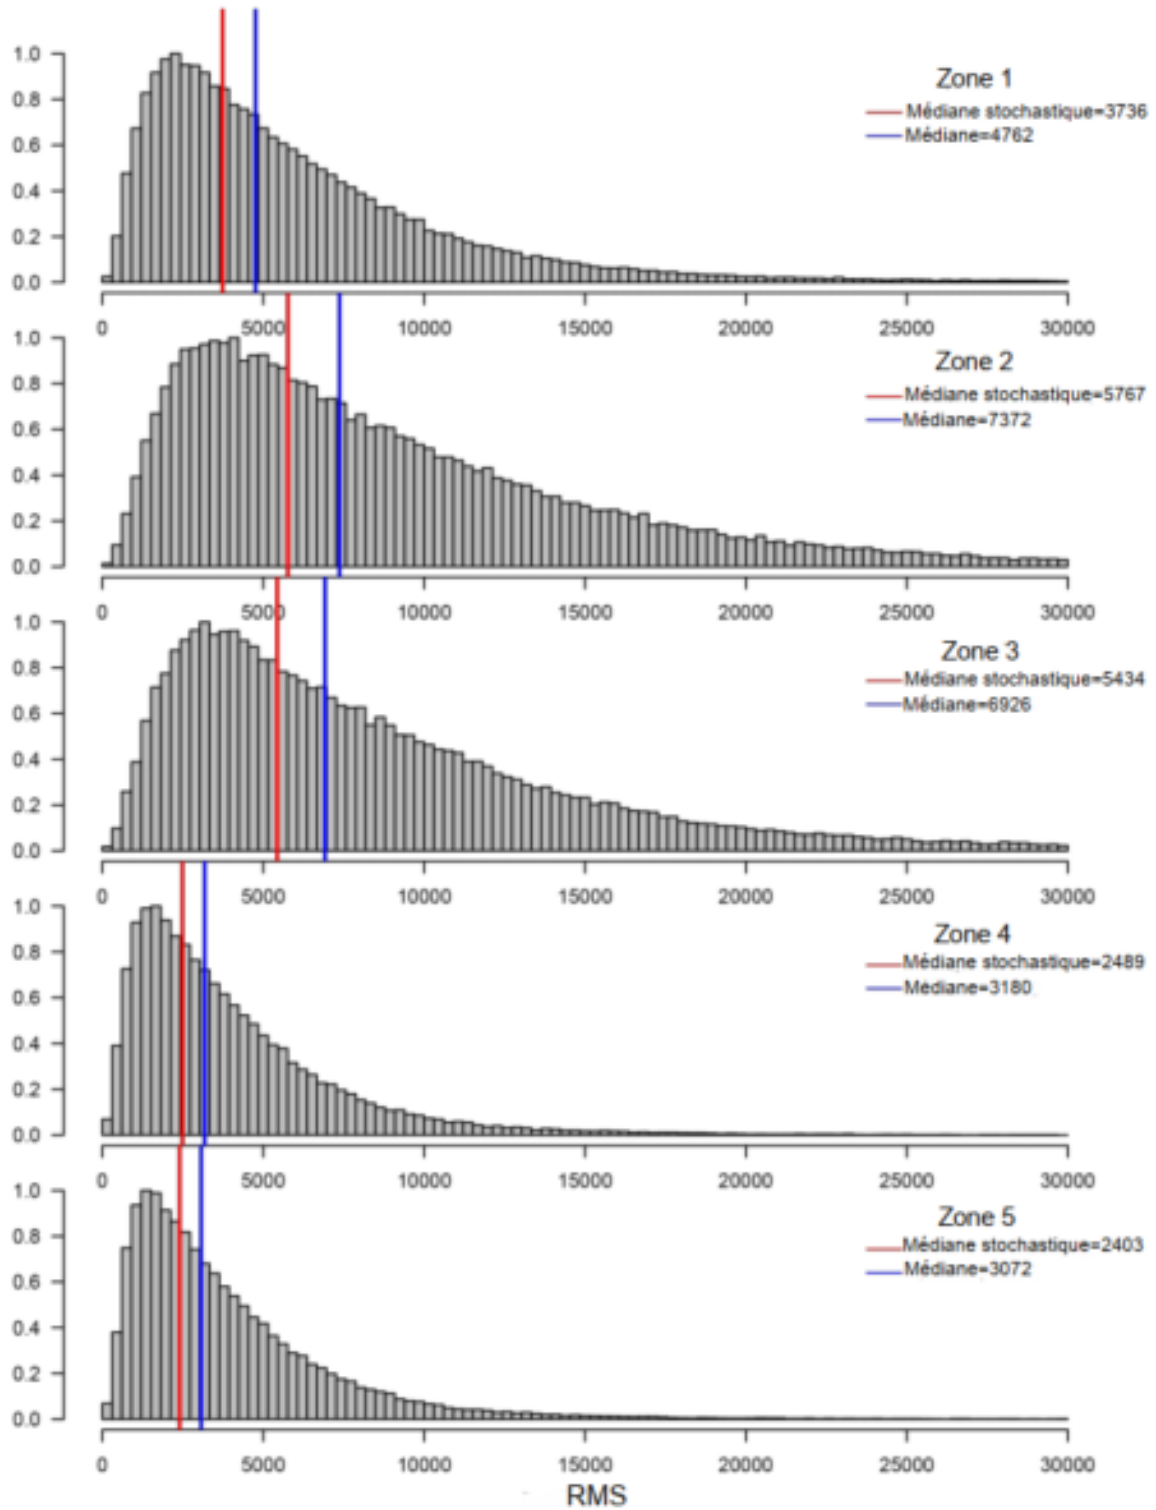 Zone 1
Médiane stochastique=3736
Médiane=4762
1.0
0.8
0.6
0.4
0.2
0.0
0 5000 10000 15000 20000 25000 30000
Zone 2
Médiane stochastique=5767
Médiane=7372
1.0
0.8
0.6
0.4
0.2
0.0
0 5000 10000 15000 20000 25000 30000
Zone 3
Médiane stochastique=5434
Médiane=6926
1.0
0.8
0.6
0.4
0.2
0.0
0 5000 10000 15000 20000 25000 30000
Zone 4
Médiane stochastique=2489
Médiane=3180
1.0
0.8
0.6
0.4
0.2
0.0
0 5000 10000 15000 20000 25000 30000
Zone 5
Médiane stochastique=2403
Médiane=3072
1.0
0.8
0.6
0.4
0.2
0.0
0 5000 10000 15000 20000 25000 30000
RMS